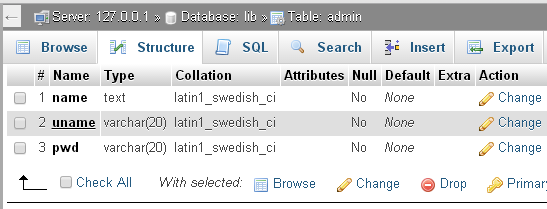 Server: 127.0.0.1 » Database: lib » Table: admin
Browse Structure SQL Search Insert Export
# Name Type Collation Attributes Null Default Extra Action
1 name text latin1_swedish_ci No None Change
2 uname varchar(20) latin1_swedish_ci No None Change
3 pwd varchar(20) latin1_swedish_ci No None Change
Check All With selected: Browse Change Drop Primary